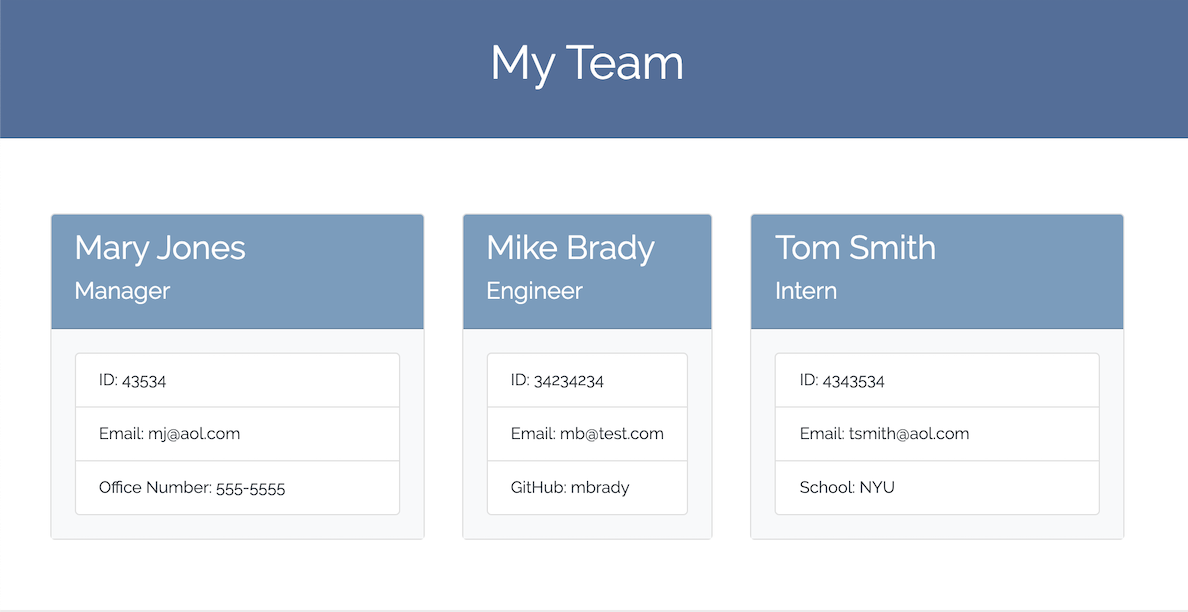 My Team
Mary Jones
Manager
ID: 43534
Email: mj@aol.com
Office Number: 555-5555
Mike Brady
Engineer
ID: 34234234
Email: mb@test.com
GitHub: mbrady
Tom Smith
Intern
ID: 4343534
Email: tsmith@aol.com
School: NYU